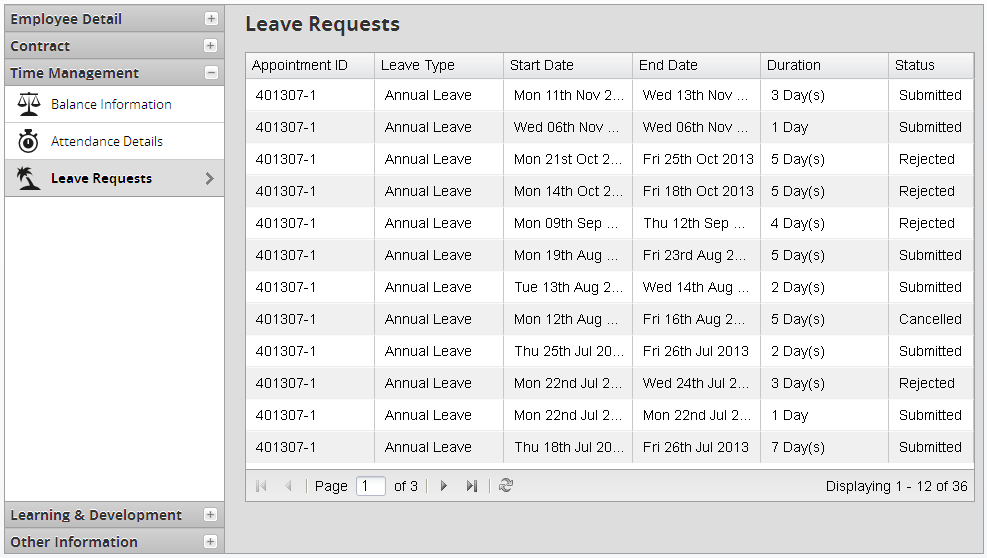 Employee Detail
Contract
Time Management
Balance Information
Attendance Details
Leave Requests
Learning & Development
Other Information
Leave Requests
Appointment ID Leave Type Start Date End Date Duration Status
401307-1 Annual Leave Mon 11th Nov 2... Wed 13th Nov ... 3 Day(s) Submitted
401307-1 Annual Leave Wed 06th Nov ... Wed 06th Nov ... 1 Day Submitted
401307-1 Annual Leave Mon 21st Oct 2... Fri 25th Oct 2013 5 Day(s) Rejected
401307-1 Annual Leave Mon 14th Oct 2... Fri 18th Oct 2013 5 Day(s) Rejected
401307-1 Annual Leave Mon 09th Sep ... Thu 12th Sep ... 4 Day(s) Rejected
401307-1 Annual Leave Mon 19th Aug ... Fri 23rd Aug 2... 5 Day(s) Submitted
401307-1 Annual Leave Tue 13th Aug 2... Wed 14th Aug ... 2 Day(s) Submitted
401307-1 Annual Leave Mon 12th Aug ... Fri 16th Aug 2... 5 Day(s) Cancelled
401307-1 Annual Leave Thu 25th Jul 20... Fri 26th Jul 2013 2 Day(s) Submitted
401307-1 Annual Leave Mon 22nd Jul 2... Wed 24th Jul 2... 3 Day(s) Rejected
401307-1 Annual Leave Mon 22nd Jul 2... Mon 22nd Jul 2... 1 Day Submitted
401307-1 Annual Leave Thu 18th Jul 20... Fri 26th Jul 2013 7 Day(s) Submitted
Page 1 of 3 Displaying 1 - 12 of 36